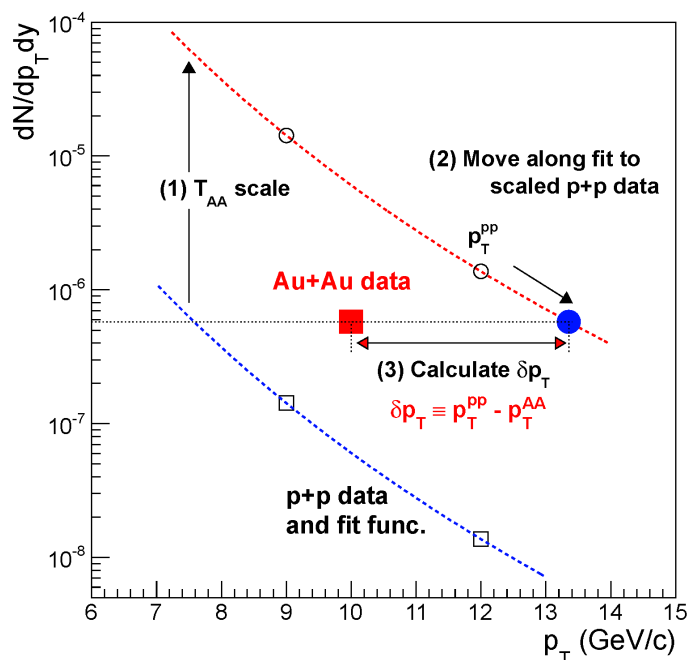 dN/dp_T dy
10^-4
10^-5
10^-6
10^-7
10^-8
(1) T_AA scale
(2) Move along fit to
scaled p+p data
p_T^pp
Au+Au data
(3) Calculate δp_T
δp_T ≡ p_T^pp - p_T^AA
p+p data
and fit func.
6 7 8 9 10 11 12 13 14 15
p_T (GeV/c)